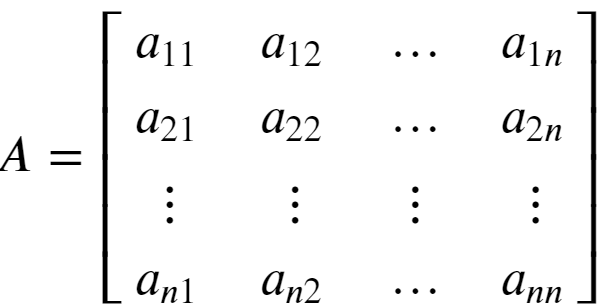 a₁₁ a₁₂ … a₁ₙ
a₂₁ a₂₂ … a₂ₙ
A = ⋮ ⋮ ⋮ ⋮
aₙ₁ aₙ₂ … aₙₙ